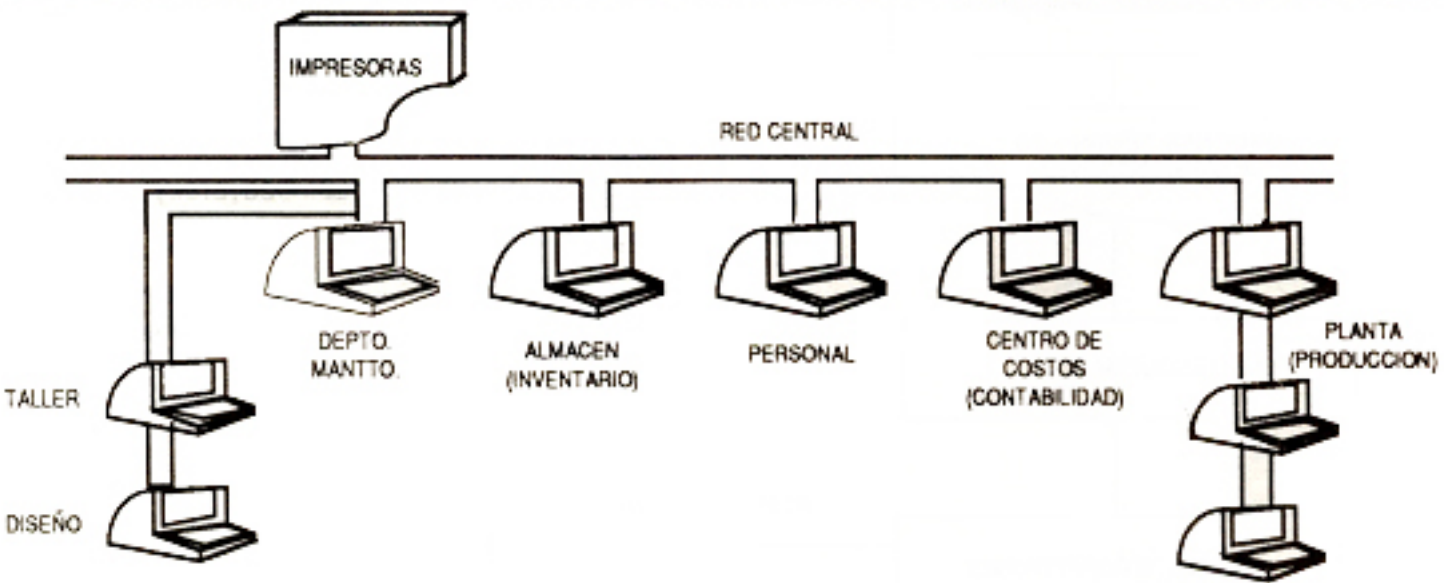 IMPRESORAS
RED CENTRAL
DEPTO.
MANTTO.
ALMACEN
(INVENTARIO)
PERSONAL
CENTRO DE
COSTOS
(CONTABILIDAD)
PLANTA
(PRODUCCION)
TALLER
DISEÑO